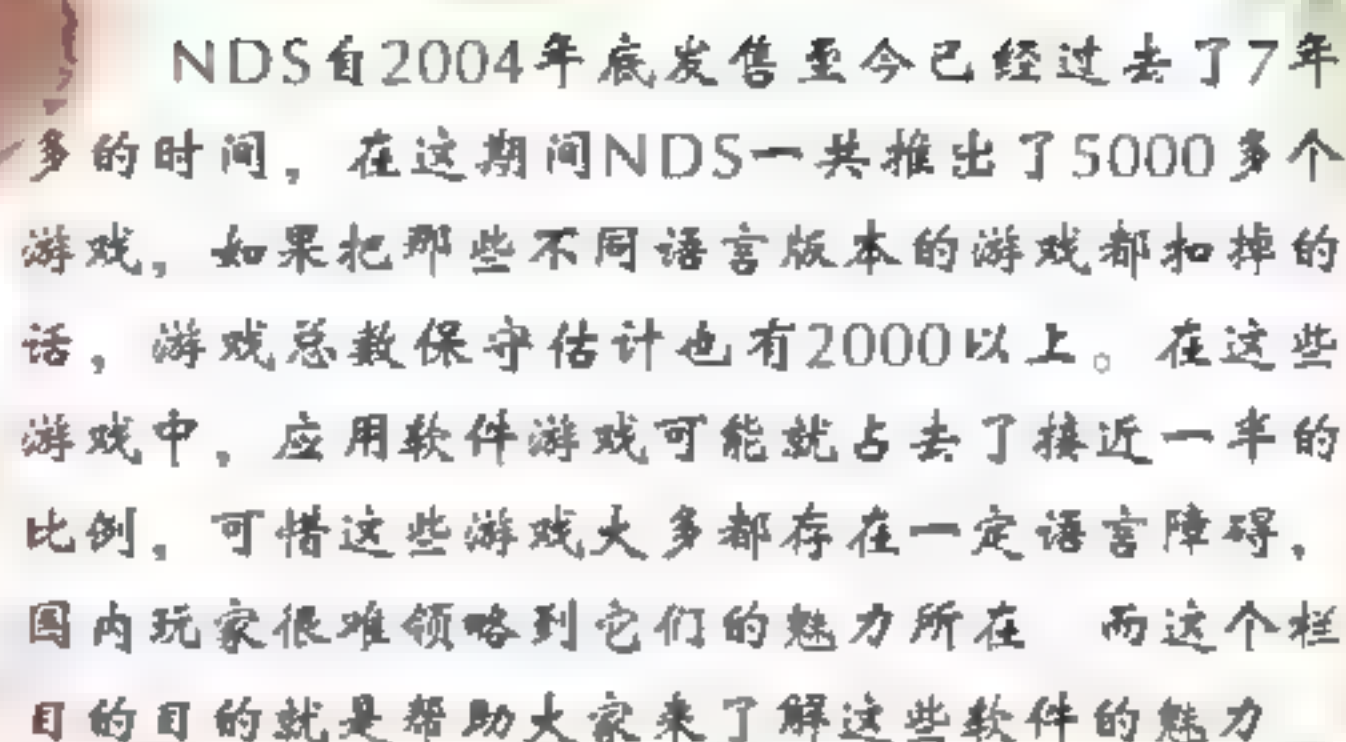 NDS自2004年底发售至今已经过去了7年
多的时间，在这期间NDS一共推出了5000多个
游戏，如果把那些不同语言版本的游戏都扣掉的
话，游戏总数保守估计也有2000以上。在这些
游戏中，应用软件游戏可能就占去了接近一半的
比例，可惜这些游戏大多都存在一定语言障碍，
国内玩家很难领略到它们的魅力所在 而这个栏
目的目的就是帮助大家来了解这些软件的魅力